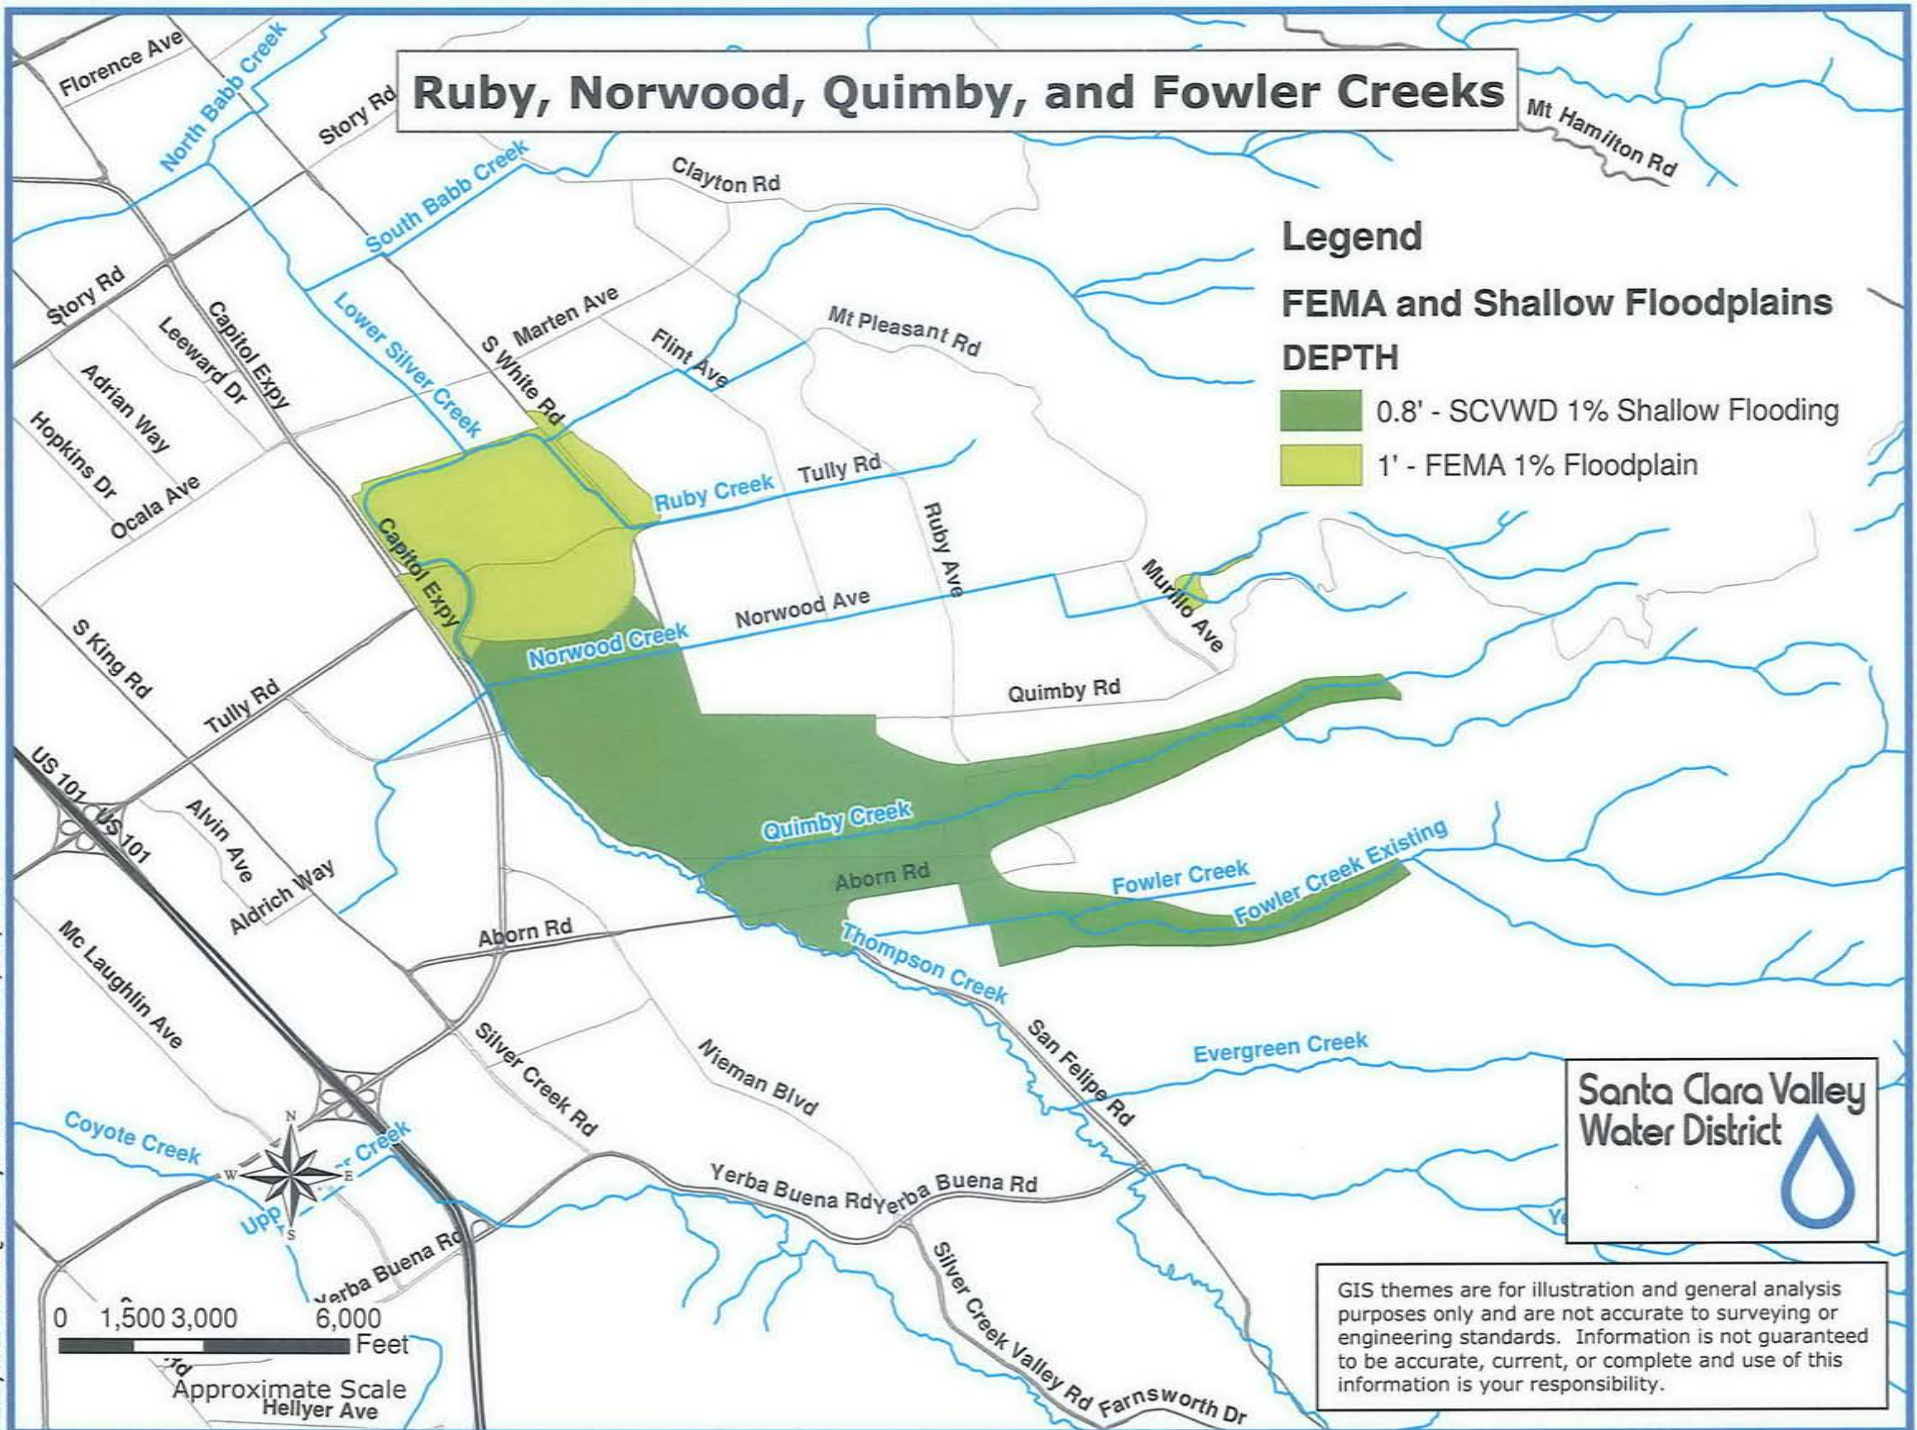 Ruby, Norwood, Quimby, and Fowler Creeks
Florence Ave
North Babb Creek
Story Rd
South Babb Creek
Clayton Rd
Mt Hamilton Rd
Legend
FEMA and Shallow Floodplains
DEPTH
0.8' - SCVWD 1% Shallow Flooding
1' - FEMA 1% Floodplain
Story Rd
Capitol Expy
Leeward Dr
Lower Silver Creek
Marten Ave
S White Rd
Flint Ave
Mt Pleasant Rd
Adrian Way
Hopkins Dr
Ocala Ave
Capitol Expy
Ruby Creek
Tully Rd
Ruby Ave
Murillo Ave
Norwood Ave
Norwood Creek
Quimby Rd
S King Rd
Tully Rd
US 101
US 101
Alvin Ave
Aldrich Way
Quimby Creek
Aborn Rd
Fowler Creek
Fowler Creek Existing
Aborn Rd
Thompson Creek
Mc Laughlin Ave
Silver Creek Rd
Nieman Blvd
San Felipe Rd
Evergreen Creek
Santa Clara Valley
Water District
Coyote Creek
N
W
E
S
Upp
r Creek
Yerba Buena Rd
Yerba Buena Rd
Yerba Buena Rd
Ye
Silver Creek Valley Rd
Farnsworth Dr
0 1,500 3,000 6,000
Feet
Approximate Scale
Hellyer Ave
GIS themes are for illustration and general analysis
purposes only and are not accurate to surveying or
engineering standards. Information is not guaranteed
to be accurate, current, or complete and use of this
information is your responsibility.